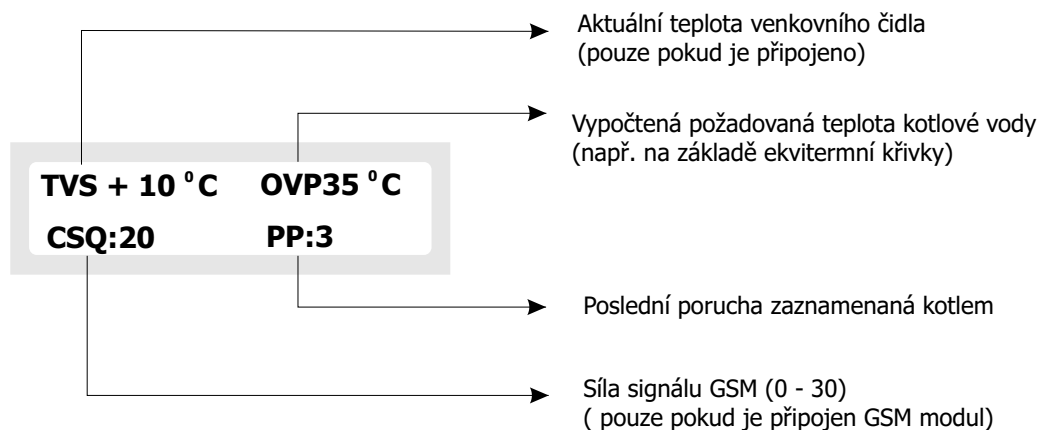 Aktuální teplota venkovního čidla
(pouze pokud je připojeno)
Vypočtená požadovaná teplota kotlové vody
(např. na základě ekvitermní křivky)
TVS + 10 ⁰C OVP35 ⁰C
CSQ:20 PP:3
Poslední porucha zaznamenaná kotlem
Síla signálu GSM (0 - 30)
( pouze pokud je připojen GSM modul)